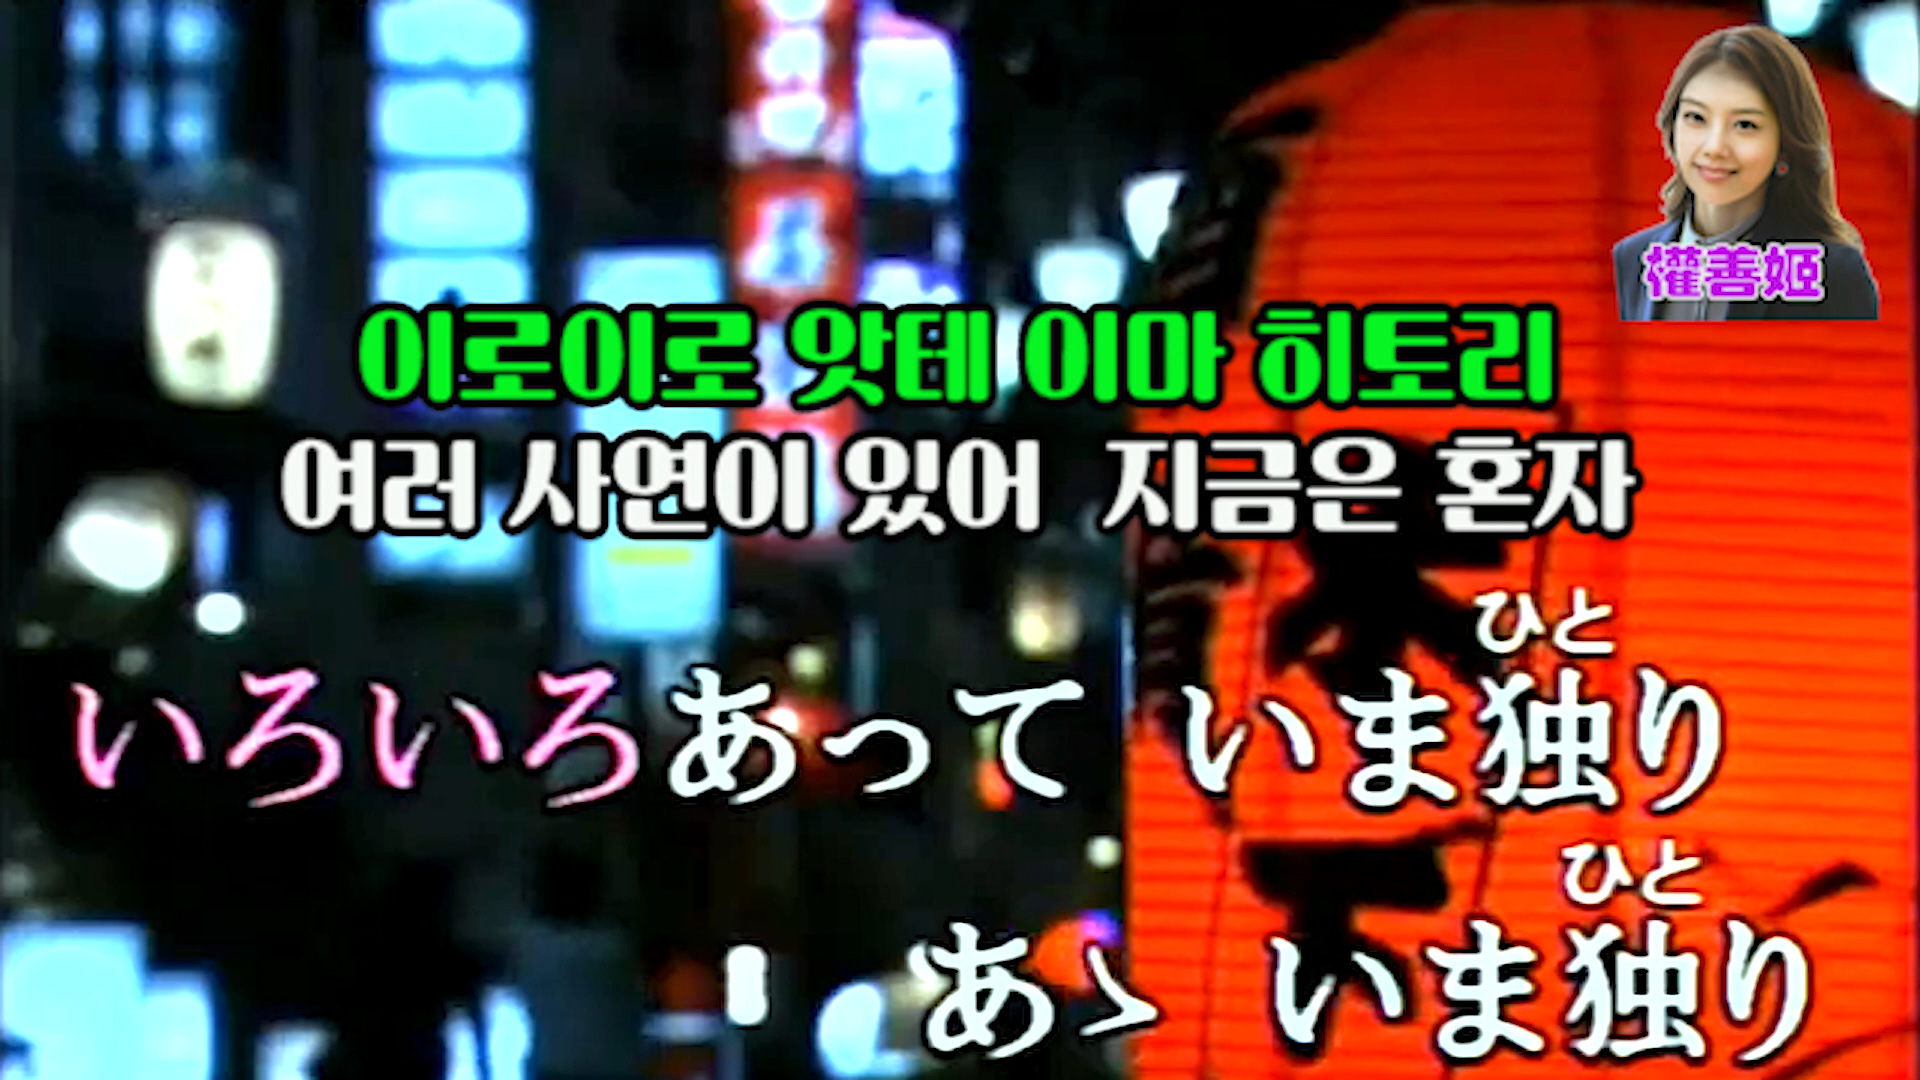 權善姬
이로이로 앗테 이마 히토리
여러 사연이 있어 지금은 혼자
ひと
いろいろあって いま独り
ひと
あゝ いま独り